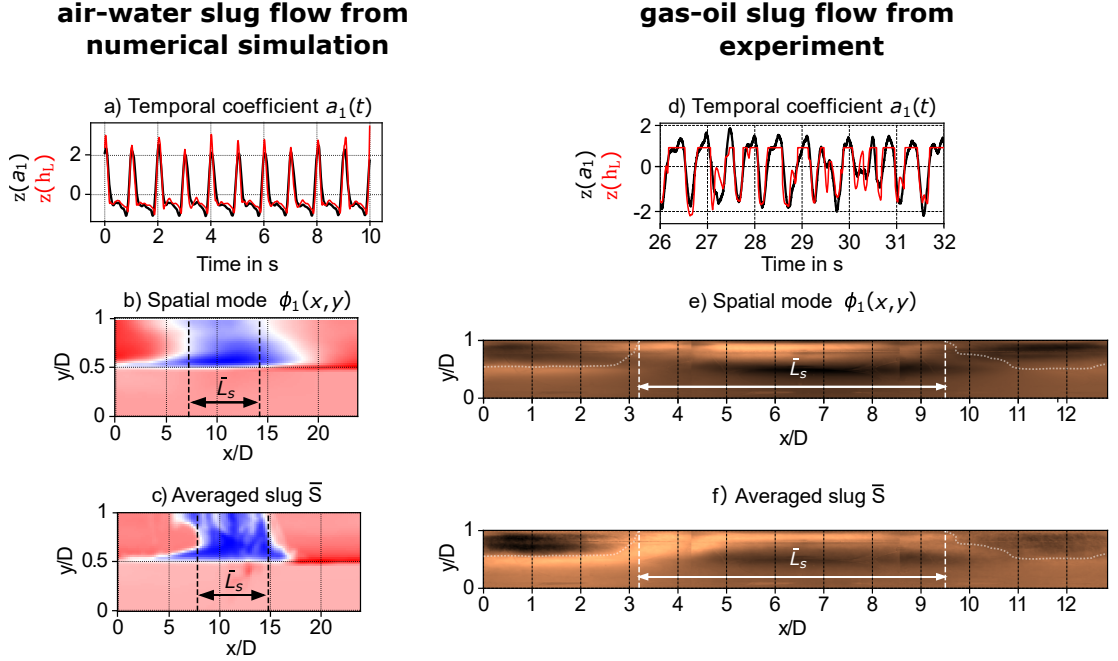 air-water slug flow from
numerical simulation
a) Temporal coefficient a₁(t)
z(a₁)
z(h_L)
2
0
0 2 4 6 8 10
Time in s
b) Spatial mode ϕ₁(x,y)
y/D
1
0.5
0
L̄ₛ
0 5 10 15 20
x/D
c) Averaged slug S̅
y/D
1
0.5
0
L̄ₛ
0 5 10 15 20
x/D
gas-oil slug flow from
experiment
d) Temporal coefficient a₁(t)
z(a₁)
z(h_L)
2
0
-2
26 27 28 29 30 31 32
Time in s
e) Spatial mode ϕ₁(x,y)
y/D
1
0
L̄ₛ
0 1 2 3 4 5 6 7 8 9 10 11 12
x/D
f) Averaged slug S̅
y/D
1
0
L̄ₛ
0 1 2 3 4 5 6 7 8 9 10 11 12
x/D